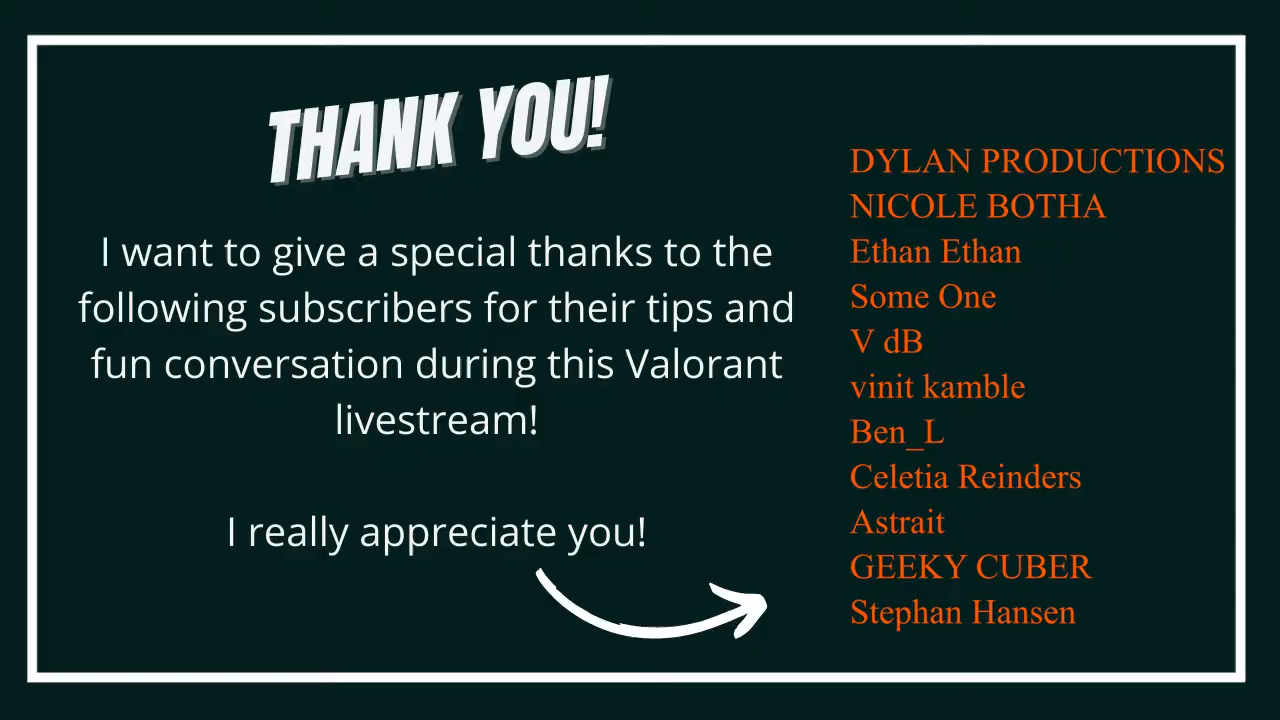 THANK YOU!
I want to give a special thanks to the
following subscribers for their tips and
fun conversation during this Valorant
livestream!
I really appreciate you!
DYLAN PRODUCTIONS
NICOLE BOTHA
Ethan Ethan
Some One
V dB
vinit kamble
Ben_L
Celetia Reinders
Astrait
GEEKY CUBER
Stephan Hansen